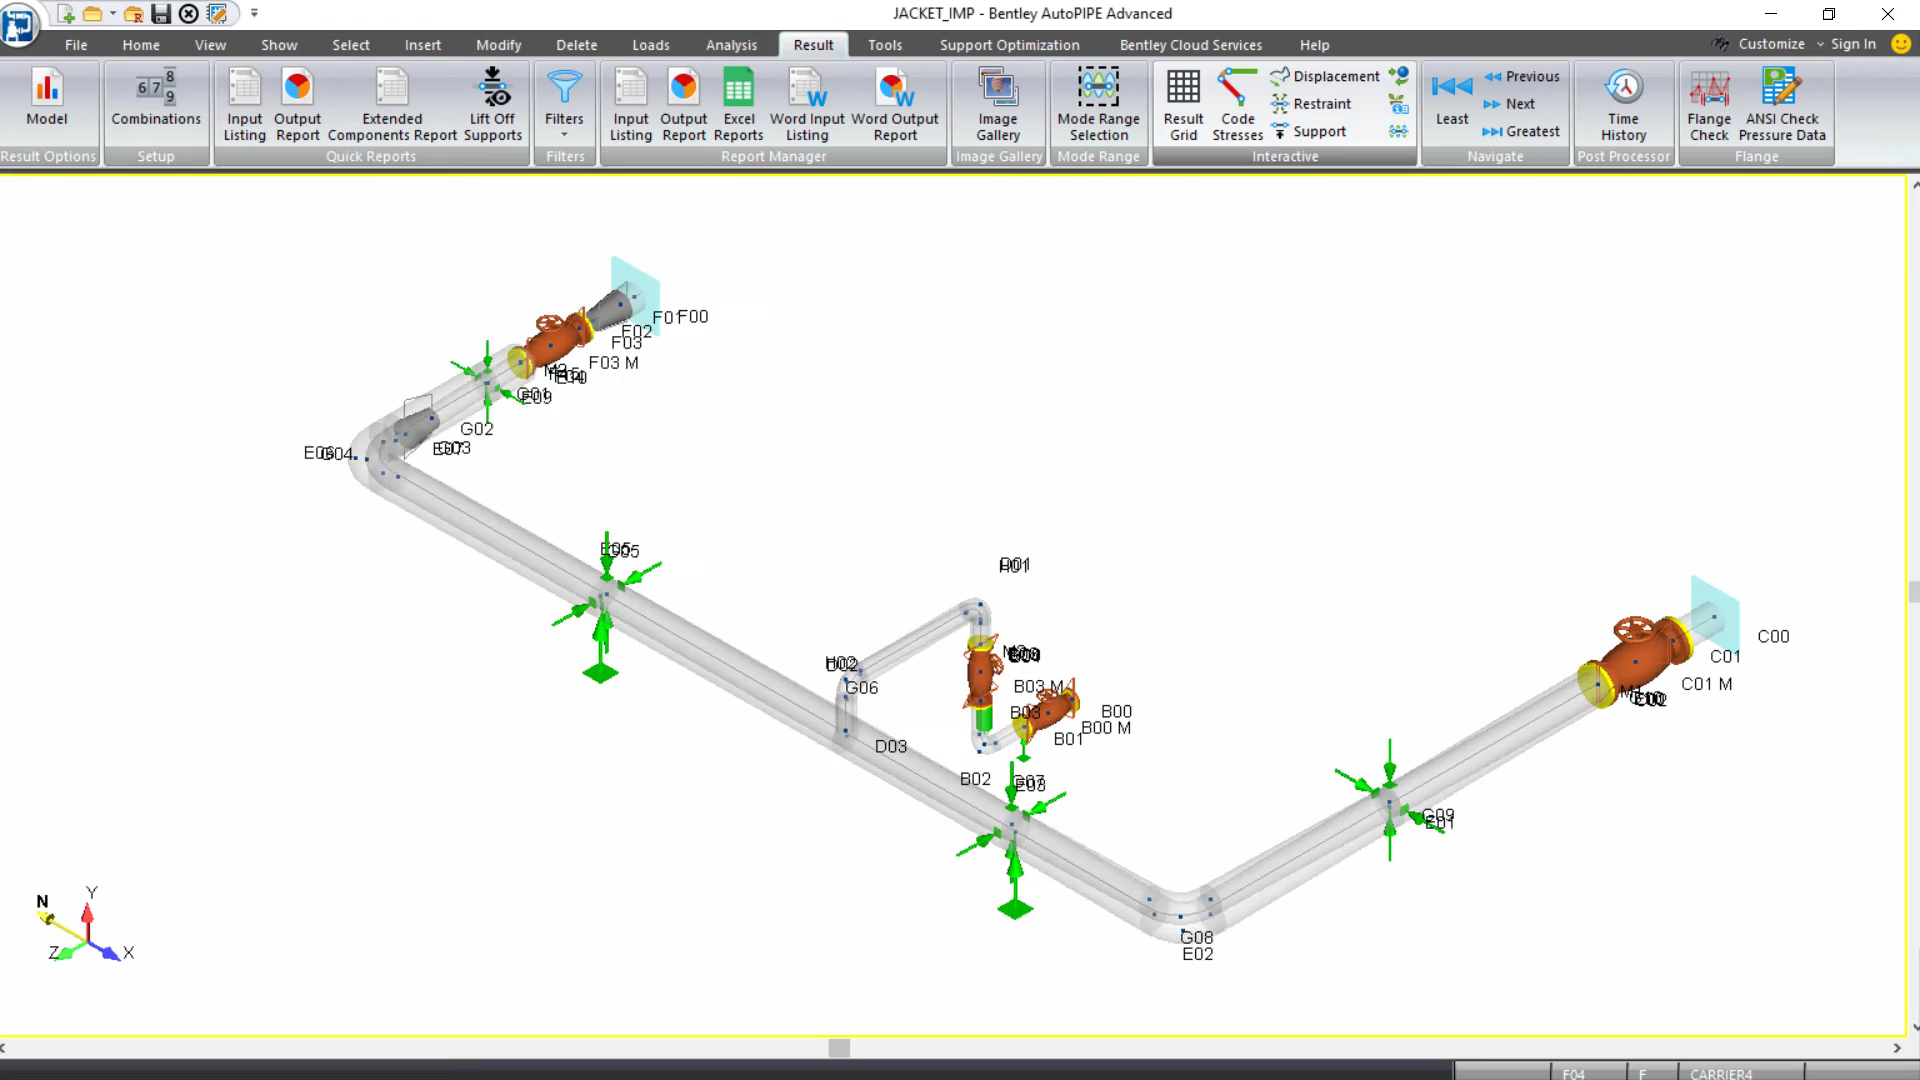 JACKET_IMP - Bentley AutoPIPE Advanced
File Home View Show Select Insert Modify Delete Loads Analysis Result Tools Support Optimization Bentley Cloud Services Help Customize Sign In
Model
Result Options
Combinations
Setup
Input Listing
Output Report
Extended Components Report
Lift Off Supports
Quick Reports
Filters
Filters
Input Listing
Output Report
Excel Reports
Word Input Listing
Word Output Report
Report Manager
Image Gallery
Image Gallery
Mode Range Selection
Mode Range
Result Grid
Code Stresses
Displacement
Restraint
Support
Interactive
Least
Previous
Next
Greatest
Navigate
Time History
Post Processor
Flange Check
ANSI Check Pressure Data
Flange
F00
F03
F03 M
G02
E06
G06
D03
B03 M
B03
B00
B00 M
B01
B02
C00
C01
C01 M
G09
E01
G08
E02
N
Y
Z
X
F04
F
CARRIER4